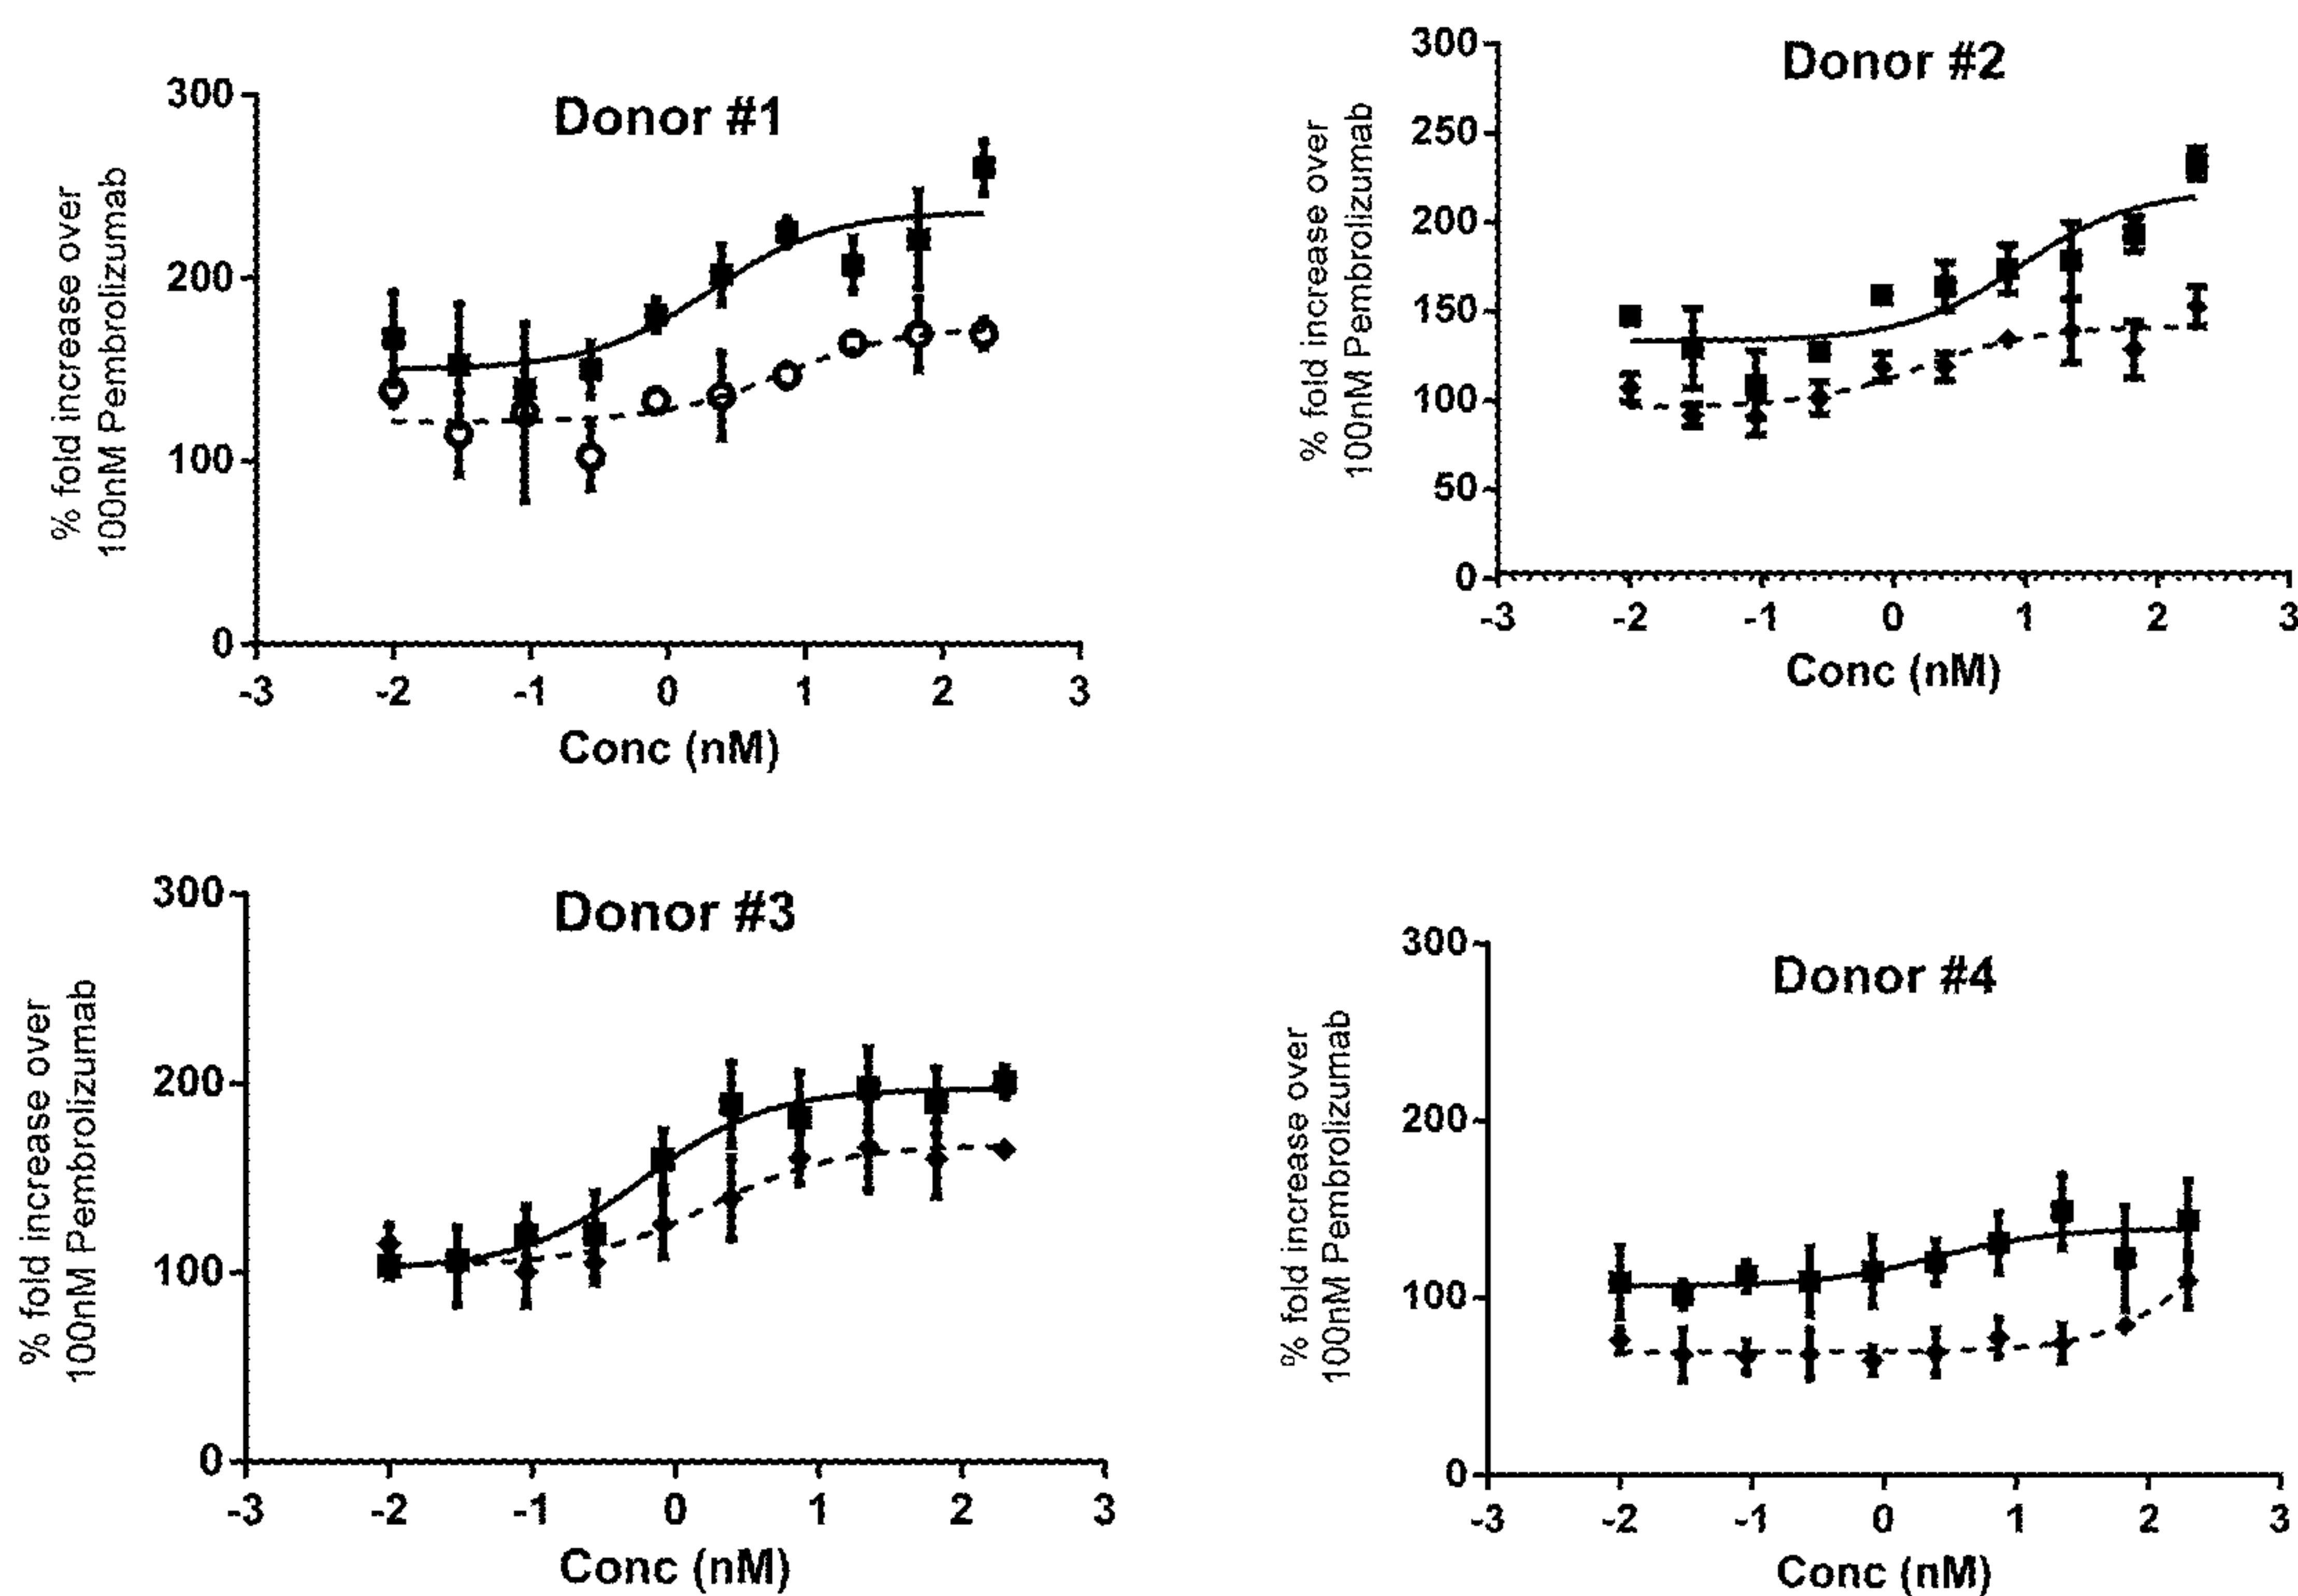 Donor #1
% fold increase over
100nM Pembrolizumab
300
200
100
0
-3 -2 -1 0 1 2 3
Conc (nM)
Donor #2
% fold increase over
100nM Pembrolizumab
300
250
200
150
100
50
0
-3 -2 -1 0 1 2 3
Conc (nM)
Donor #3
% fold increase over
100nM Pembrolizumab
300
200
100
0
-3 -2 -1 0 1 2 3
Conc (nM)
Donor #4
% fold increase over
100nM Pembrolizumab
300
200
100
0
-3 -2 -1 0 1 2 3
Conc (nM)